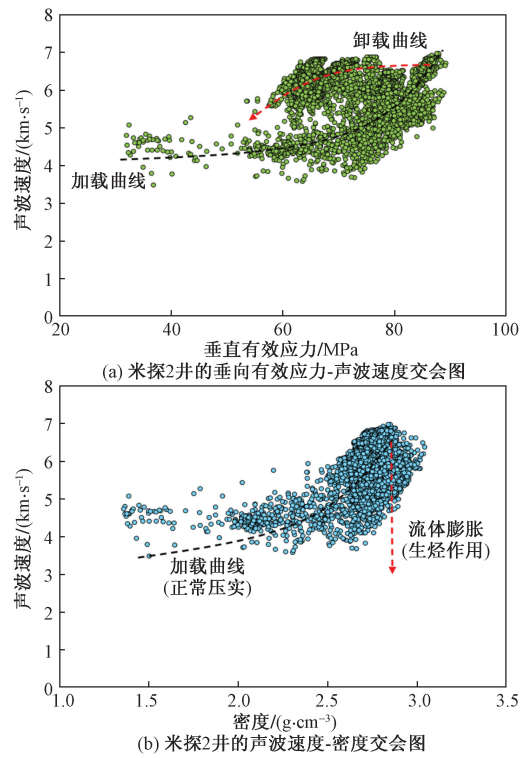 8
7
6
5
4
3
2
1
0
声波速度/(km·s⁻¹)
卸载曲线
加载曲线
20
40
60
80
100
垂直有效应力/MPa
(a) 米探2井的垂向有效应力-声波速度交会图
8
7
6
5
4
3
2
1
0
声波速度/(km·s⁻¹)
加载曲线
(正常压实)
流体膨胀
(生烃作用)
1.0
1.5
2.0
2.5
3.0
3.5
密度/(g·cm⁻³)
(b) 米探2井的声波速度-密度交会图